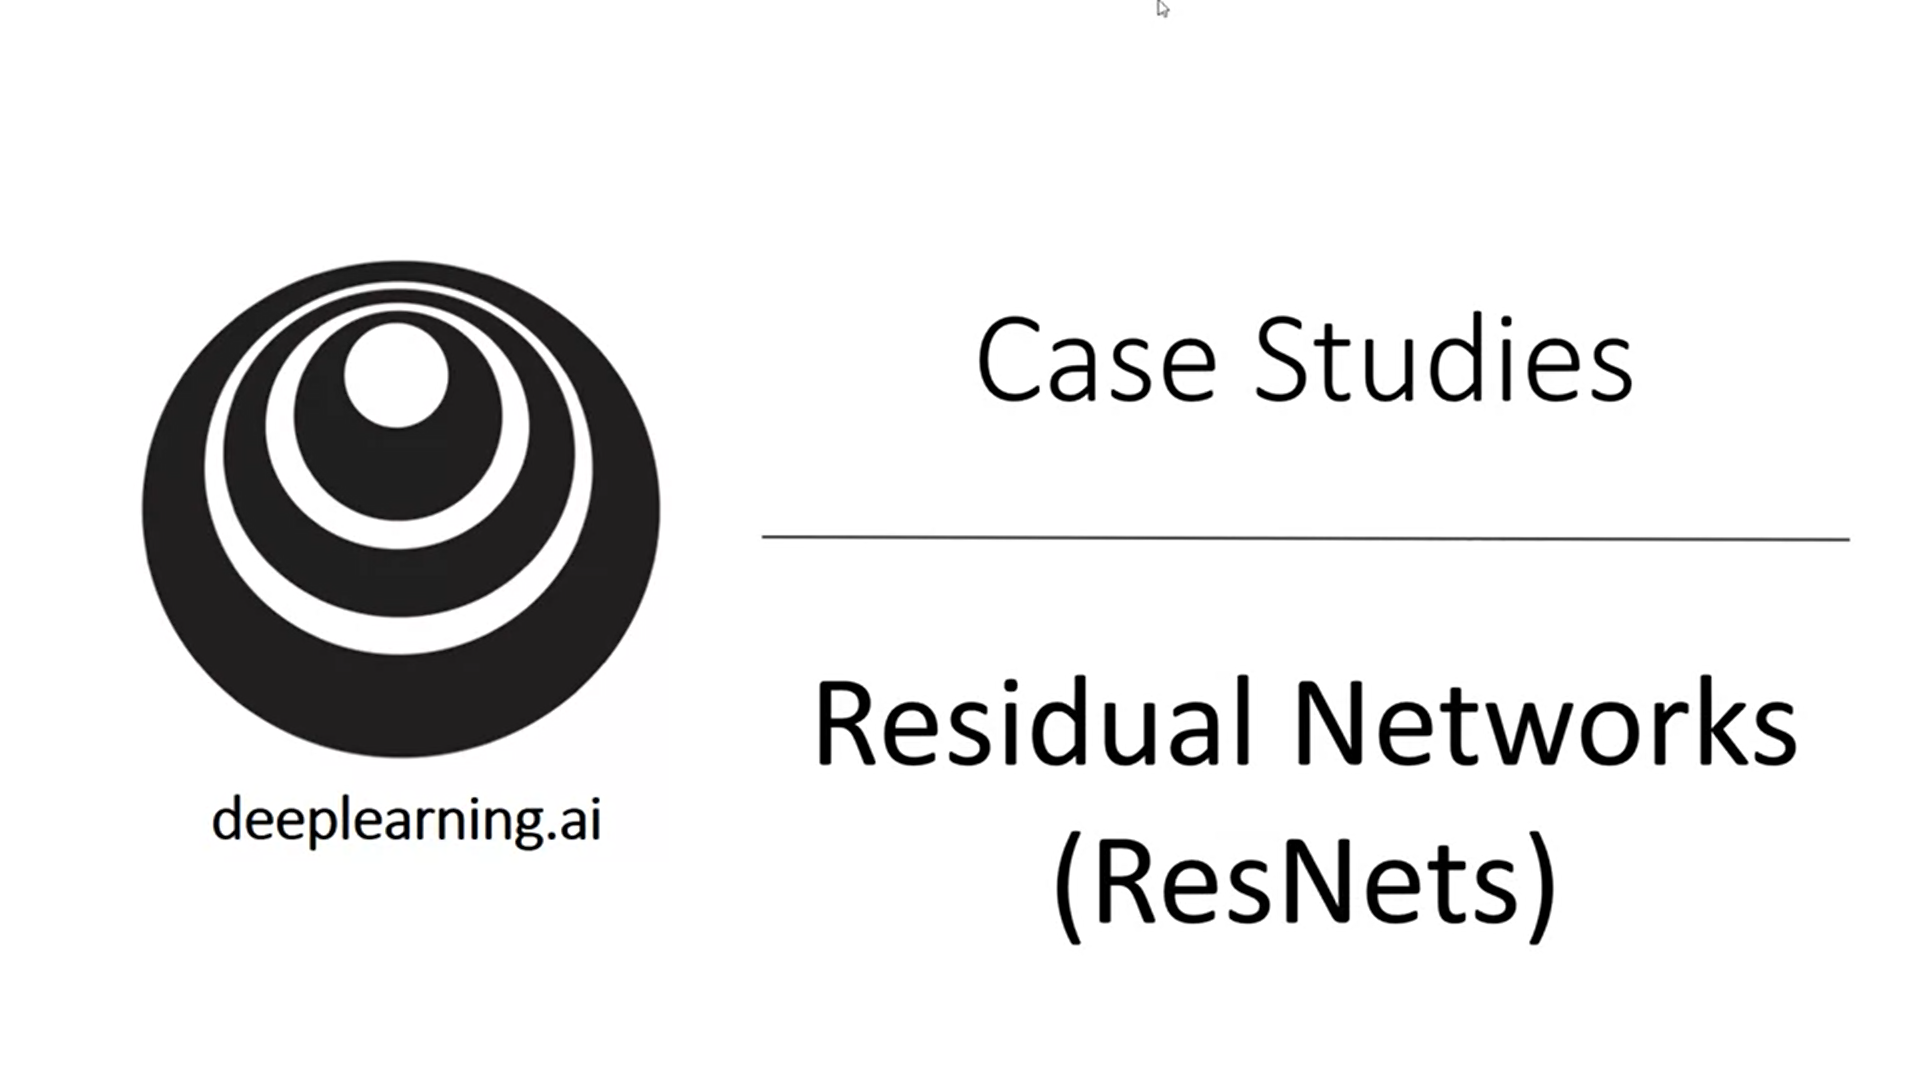 Case Studies
deeplearning.ai
Residual Networks
(ResNets)